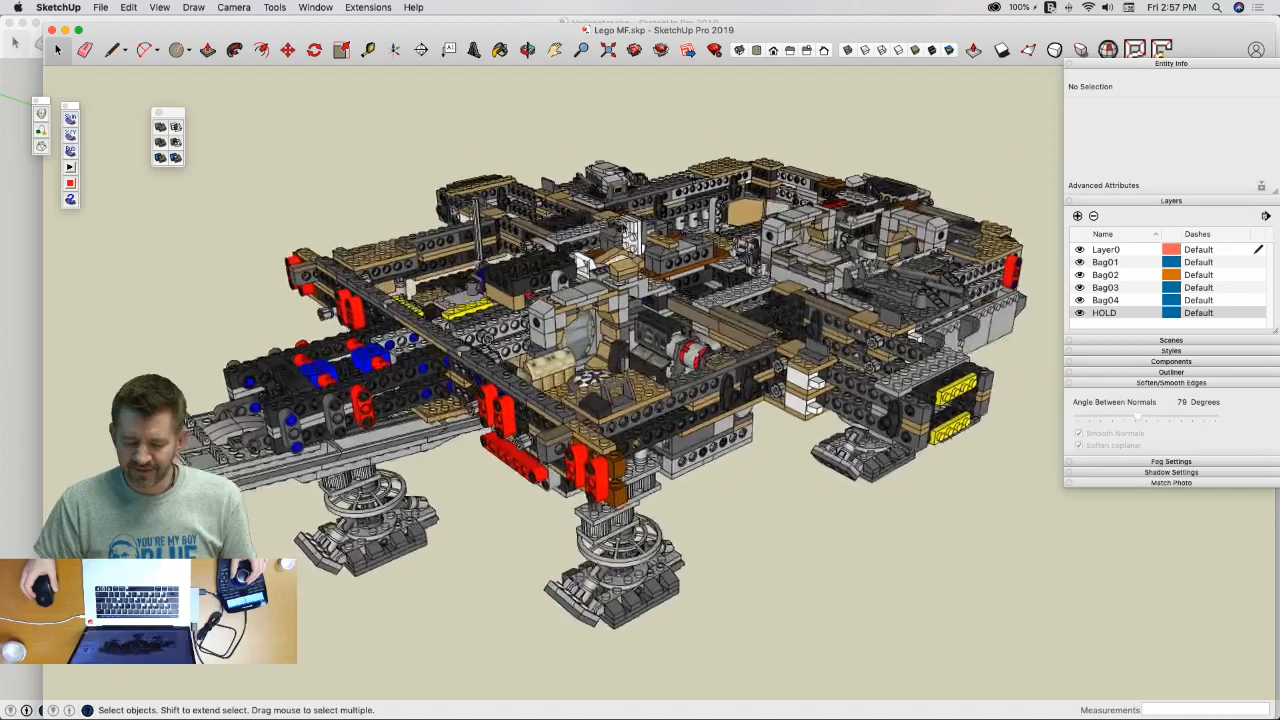 SketchUp File Edit View Draw Camera Tools Window Extensions Help 100% Fri 2:57 PM
Lego MF.skp - SketchUp Pro 2019
Entity Info
No Selection
Advanced Attributes
Layers
Name Dashes
Layer0 Default
Bag01 Default
Bag02 Default
Bag03 Default
Bag04 Default
HOLD Default
Scenes
Styles
Components
Outliner
Soften/Smooth Edges
Angle Between Normals 79 Degrees
Smooth Normals
Soften coplanar
Fog Settings
Shadow Settings
Match Photo
YOU'RE MY BOY
BLUE
Select objects. Shift to extend select. Drag mouse to select multiple. Measurements